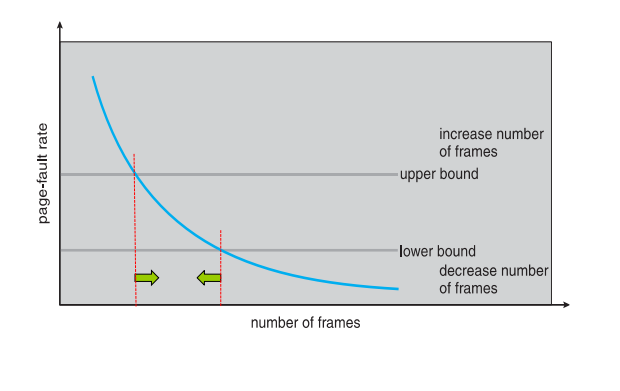 page-fault rate
increase number
of frames
upper bound
lower bound
decrease number
of frames
number of frames